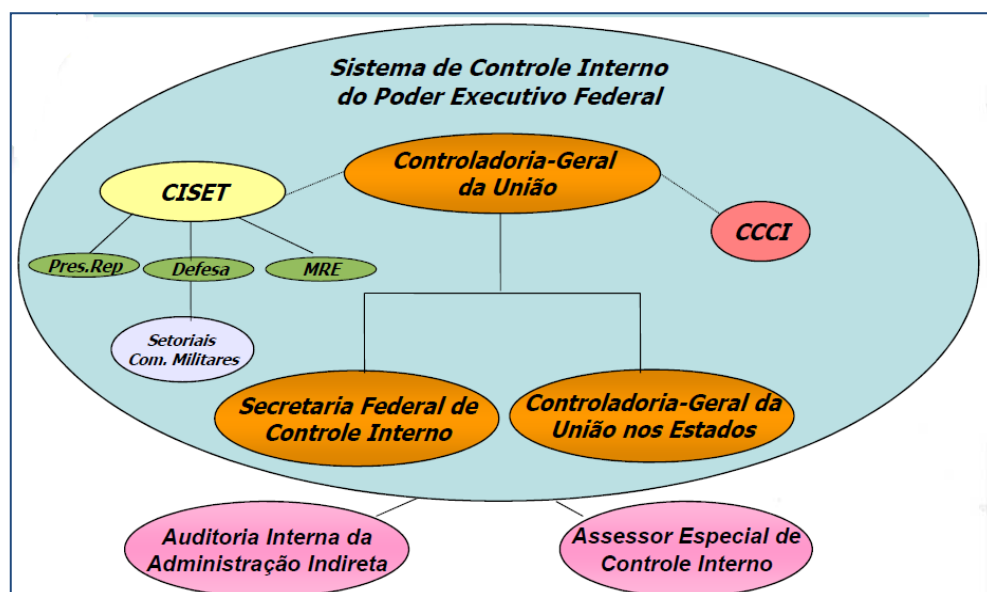 Sistema de Controle Interno
do Poder Executivo Federal
Controladoria-Geral
da União
CISET
CCCI
Pres.Rep
Defesa
MRE
Setoriais
Com. Militares
Secretaria Federal de
Controle Interno
Controladoria-Geral da
União nos Estados
Auditoria Interna da
Administração Indireta
Assessor Especial de
Controle Interno